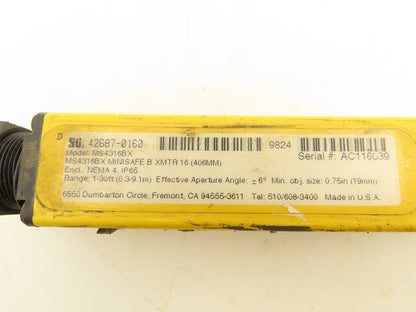 D
STI 42687-0160 9824
Model: MS4316BX Serial #: AC116039
MS4316BX MINISAFE B XMTR 16 (406MM)
Encl.: NEMA 4, IP65
Range: 1-30ft (0.3-9.1m) Effective Aperture Angle: ±6° Min. obj. size: 0.75in (19mm)
6550 Dumbarton Circle, Fremont, CA 94555-3611 Tel: 510/608-3400 Made in U.S.A.